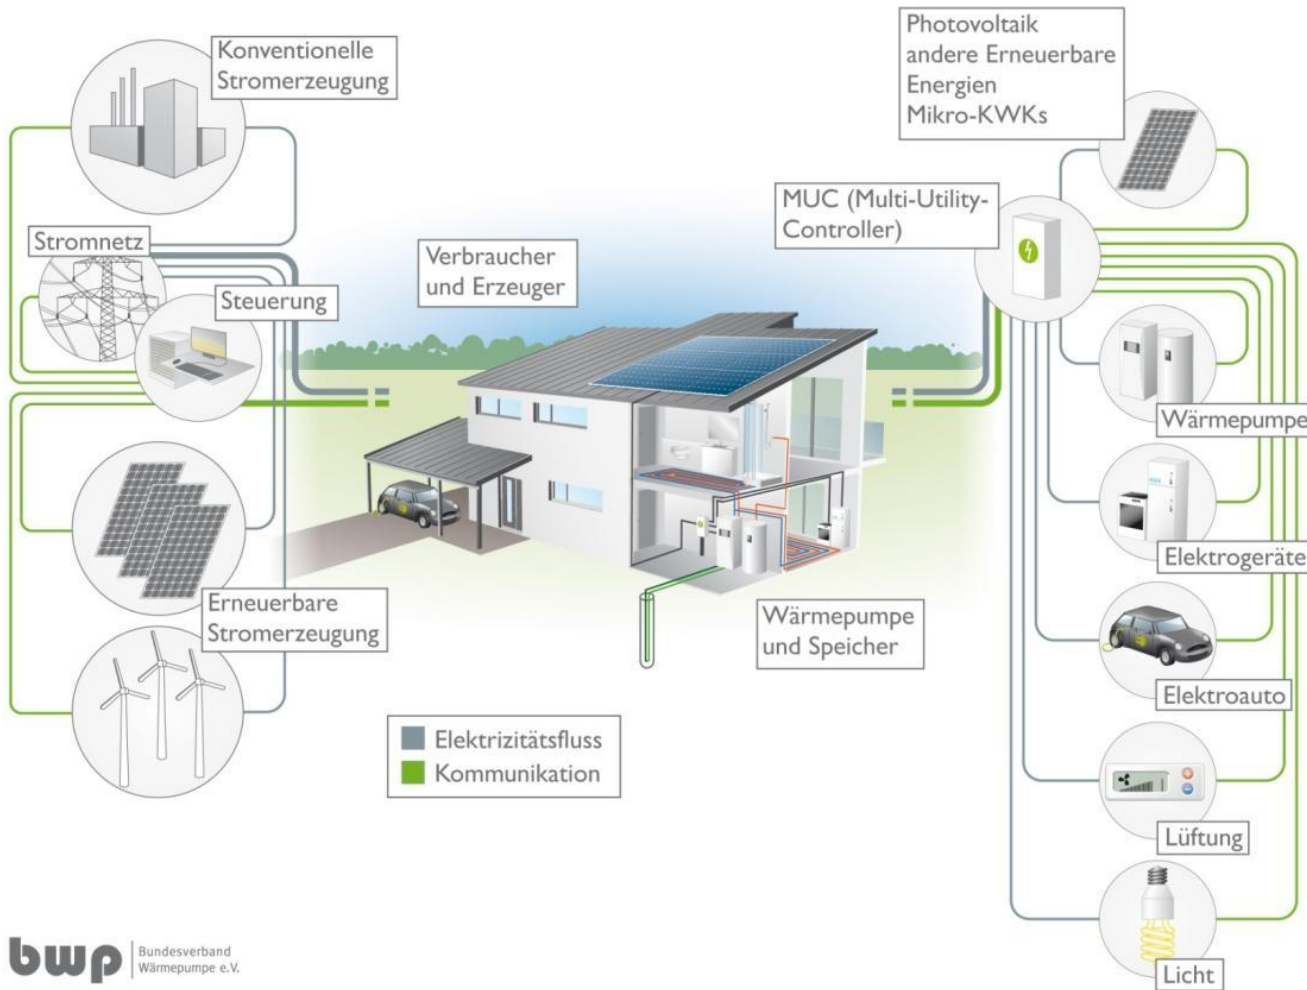 Konventionelle
Stromerzeugung
Photovoltaik
andere Erneuerbare
Energien
Mikro-KWKs
MUC (Multi-Utility-
Controller)
Stromnetz
Steuerung
Verbraucher
und Erzeuger
Wärmepumpe
Elektrogeräte
Erneuerbare
Stromerzeugung
Wärmepumpe
und Speicher
Elektroauto
Elektrizitätsfluss
Kommunikation
Lüftung
Licht
bwp
Bundesverband
Wärmepumpe e.V.